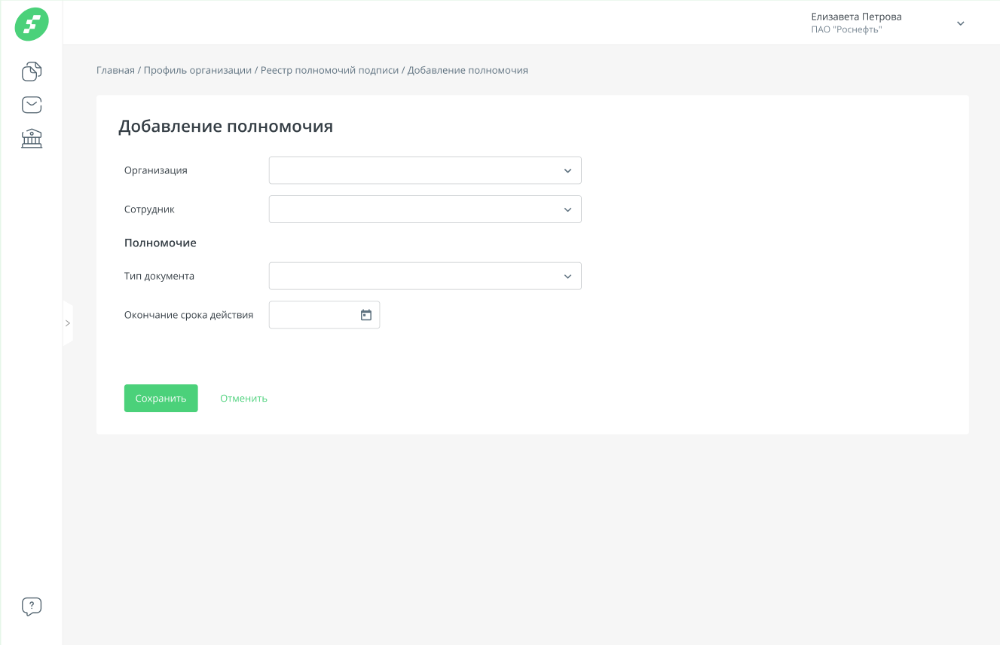 Елизавета Петрова
ПАО "Роснефть"
Главная / Профиль организации / Реестр полномочий подписи / Добавление полномочия
Добавление полномочия
Организация
Сотрудник
Полномочие
Тип документа
Окончание срока действия
Сохранить Отменить
?